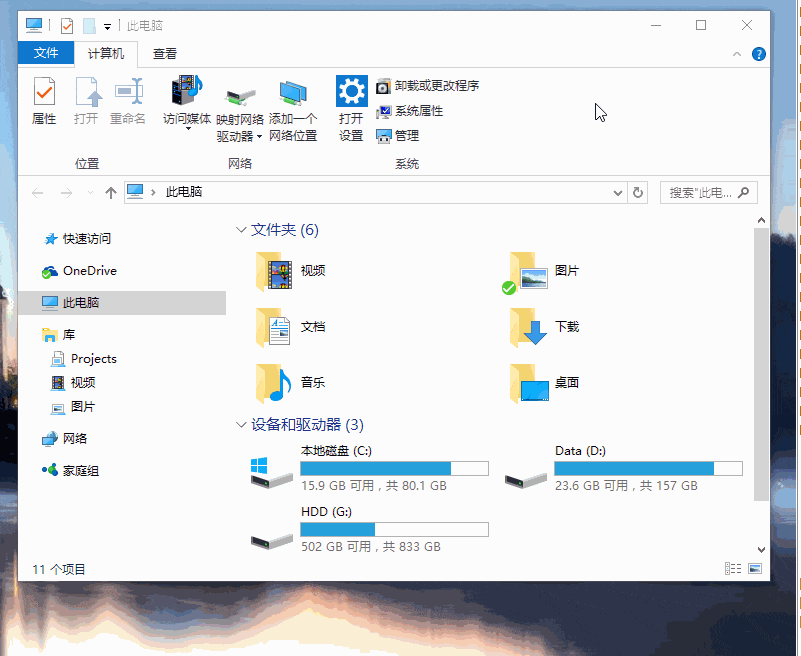 此电脑
文件 计算机 查看
属性 打开 重命名 访问媒体 映射网络驱动器 添加一个网络位置 打开设置 卸载或更改程序
系统属性
管理
位置 网络 系统
此电脑 搜索"此电...
快速访问
OneDrive
此电脑
库
Projects
视频
图片
网络
家庭组
文件夹 (6)
视频 图片
文档 下载
音乐 桌面
设备和驱动器 (3)
本地磁盘 (C:) Data (D:)
15.9 GB 可用，共 80.1 GB 23.6 GB 可用，共 157 GB
HDD (G:)
502 GB 可用，共 833 GB
11 个项目